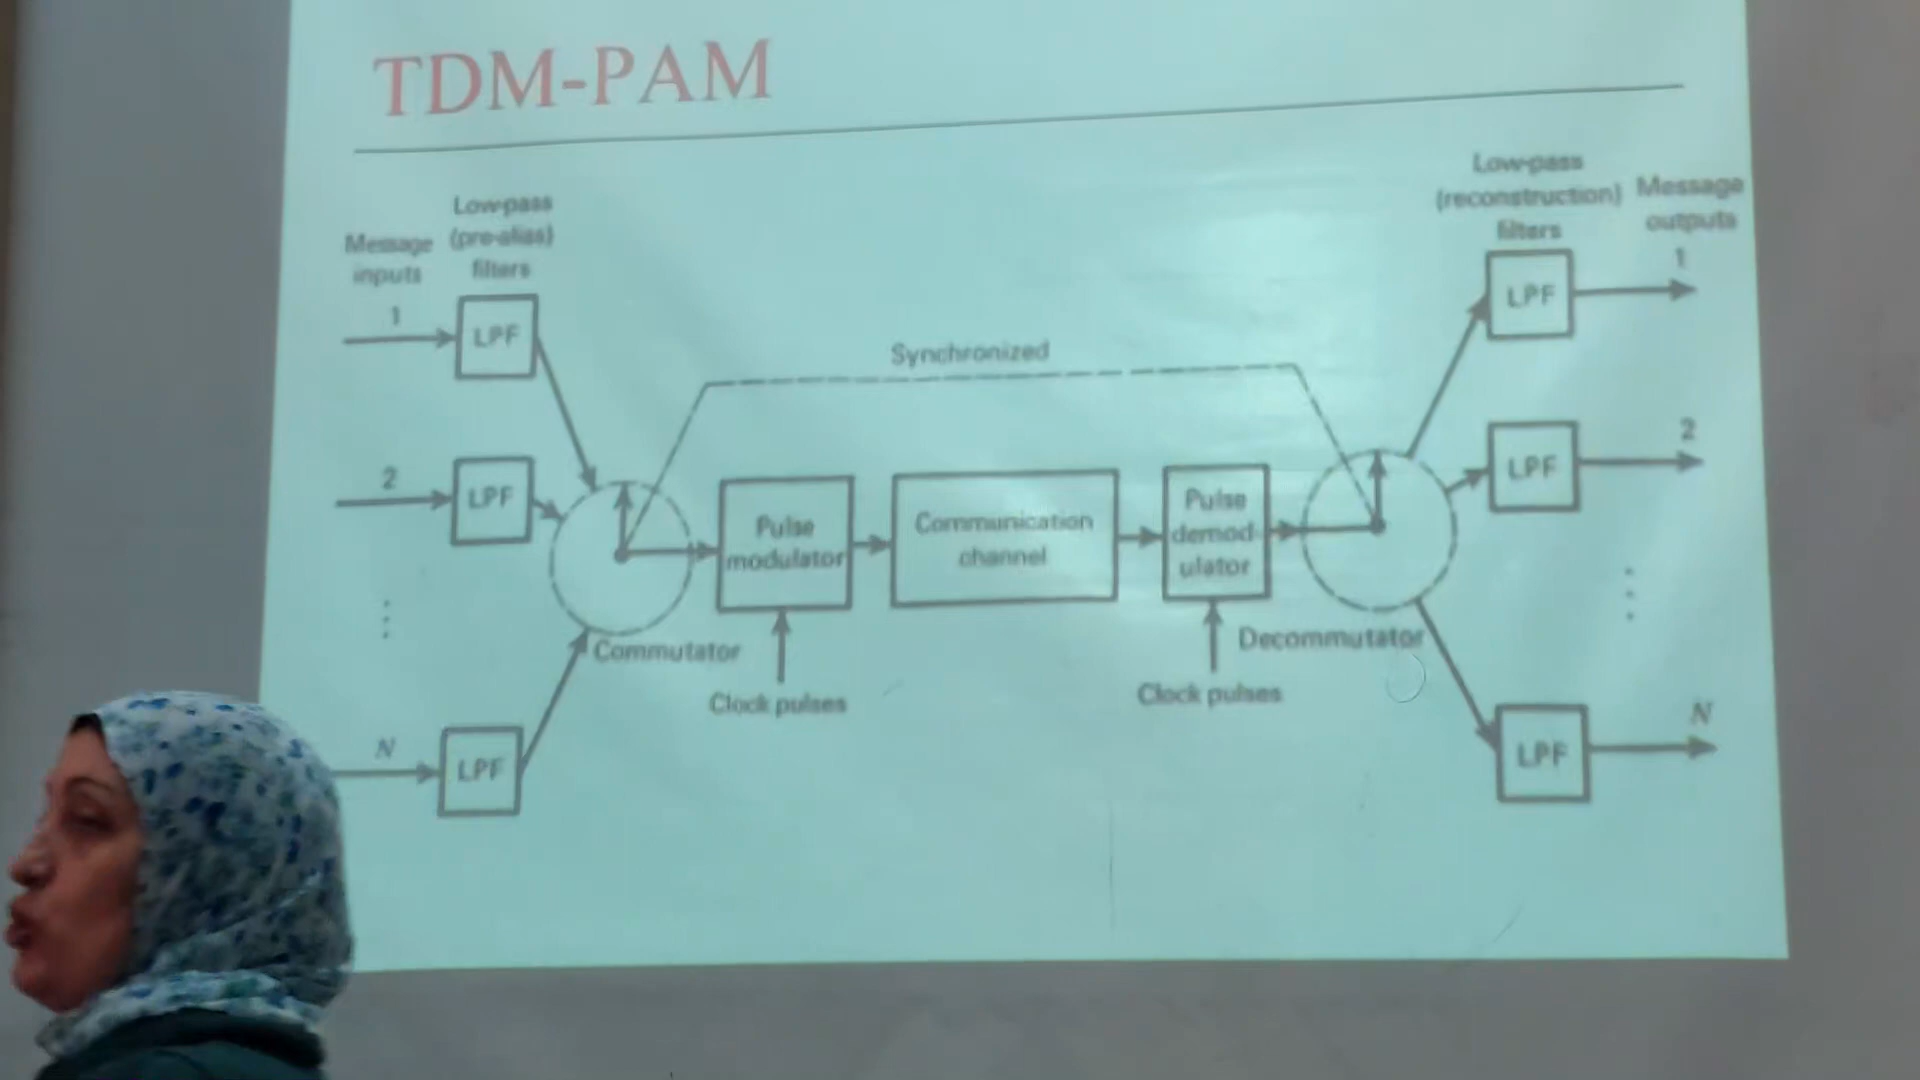 TDM-PAM
Message
inputs
Low-pass
(pre-alias)
filters
Low-pass
(reconstruction)
filters
Message
outputs
1
LPF
LPF
1
Synchronized
2
LPF
Pulse
modulator
Communication
channel
Pulse
demod-
ulator
LPF
2
Commutator
Decommutator
Clock pulses
Clock pulses
N
LPF
LPF
N